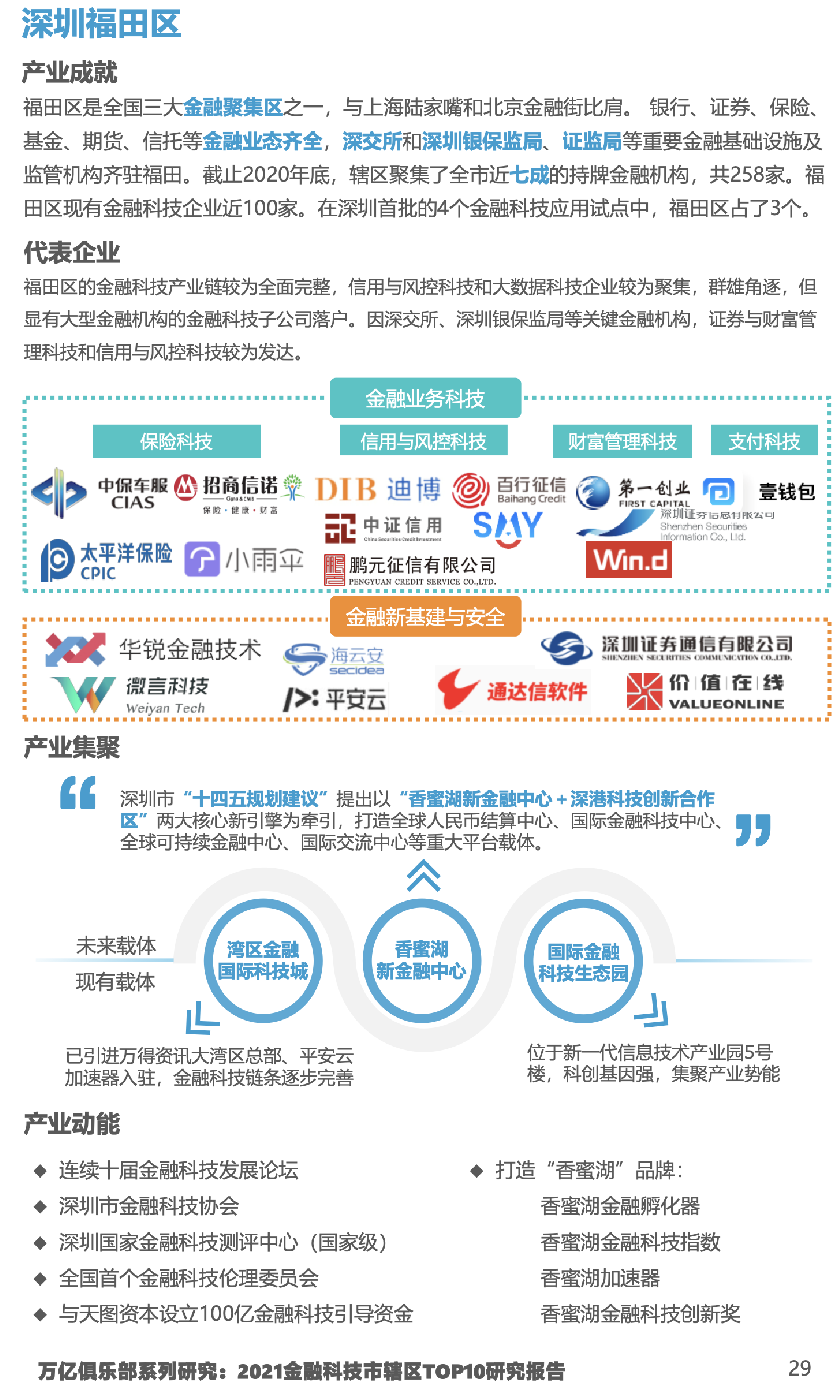 深圳福田区
产业成就
福田区是全国三大金融聚集区之一，与上海陆家嘴和北京金融街比肩。 银行、证券、保险、
基金、期货、信托等金融业态齐全，深交所和深圳银保监局、证监局等重要金融基础设施及
监管机构齐驻福田。截止2020年底，辖区聚集了全市近七成的持牌金融机构，共258家。福
田区现有金融科技企业近100家。在深圳首批的4个金融科技应用试点中，福田区占了3个。
代表企业
福田区的金融科技产业链较为全面完整，信用与风控科技和大数据科技企业较为聚集，群雄角逐，但
显有大型金融机构的金融科技子公司落户。因深交所、深圳银保监局等关键金融机构，证券与财富管
理科技和信用与风控科技较为发达。
金融业务科技
保险科技
信用与风控科技
财富管理科技
支付科技
中保车服
CIAS
招商信诺
Cigna & CMB
保险·健康·财富
DIB 迪博
百行征信
Baihang Credit
第一创业
FIRST CAPITAL
壹钱包
中证信用
China Securities Credit Investment
SMY
深圳证券信息有限公司
Shenzhen Securities
Information Co., Ltd.
太平洋保险
CPIC
小雨伞
鹏元征信有限公司
PENGYUAN CREDIT SERVICE CO.,LTD.
Win.d
金融新基建与安全
华锐金融技术
海云安
secidea
深圳证券通信有限公司
SHENZHEN SECURITIES COMMUNICATION CO.,LTD.
微言科技
Weiyan Tech
平安云
通达信软件
价值在线
VALUEONLINE
产业集聚
深圳市“十四五规划建议”提出以“香蜜湖新金融中心＋深港科技创新合作
区”两大核心新引擎为牵引，打造全球人民币结算中心、国际金融科技中心、
全球可持续金融中心、国际交流中心等重大平台载体。
未来载体
现有载体
湾区金融
国际科技城
香蜜湖
新金融中心
国际金融
科技生态园
已引进万得资讯大湾区总部、平安云
加速器入驻，金融科技链条逐步完善
位于新一代信息技术产业园5号
楼，科创基因强，集聚产业势能
产业动能
◆ 连续十届金融科技发展论坛
◆ 深圳市金融科技协会
◆ 深圳国家金融科技测评中心（国家级）
◆ 全国首个金融科技伦理委员会
◆ 与天图资本设立100亿金融科技引导资金
◆ 打造“香蜜湖”品牌：
香蜜湖金融孵化器
香蜜湖金融科技指数
香蜜湖加速器
香蜜湖金融科技创新奖
万亿俱乐部系列研究：2021金融科技市辖区TOP10研究报告
29